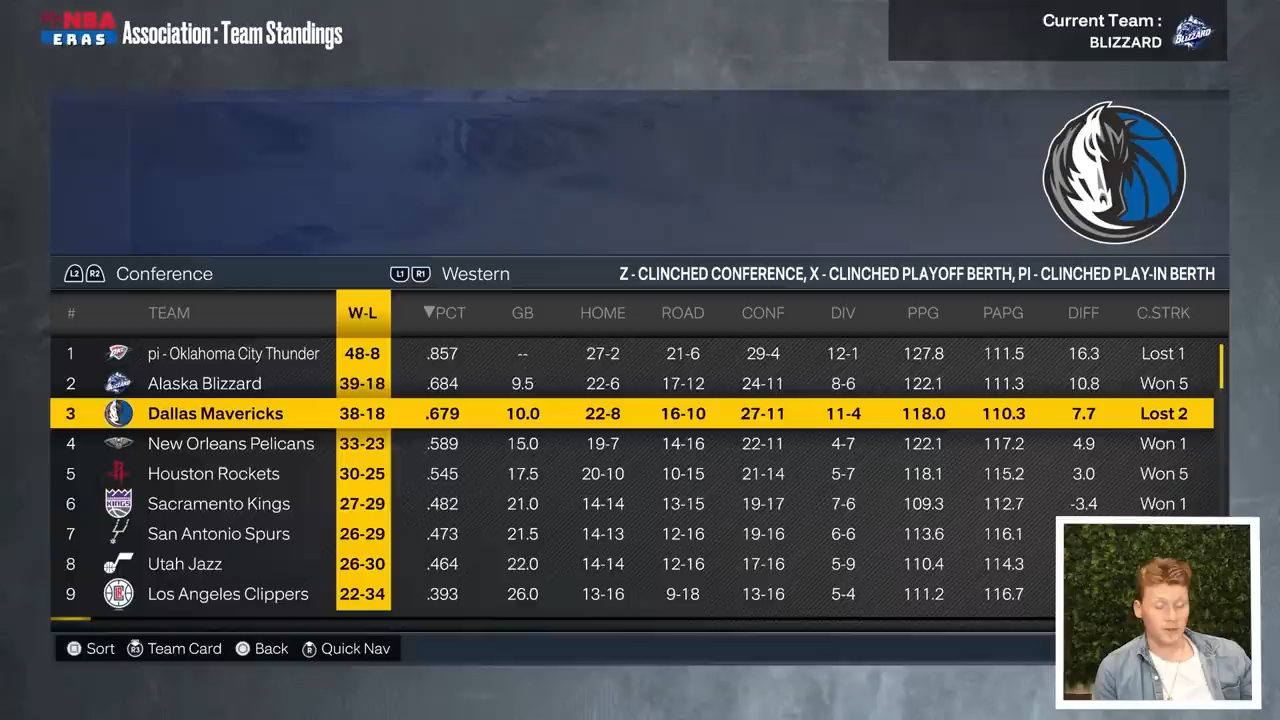 MyNBA ERAS Association : Team Standings
Current Team :
BLIZZARD
BLIZZARD
L2 R2 Conference L1 R1 Western Z - CLINCHED CONFERENCE, X - CLINCHED PLAYOFF BERTH, PI - CLINCHED PLAY-IN BERTH
# TEAM W-L ▼PCT GB HOME ROAD CONF DIV PPG PAPG DIFF C.STRK
1 pi - Oklahoma City Thunder 48-8 .857 -- 27-2 21-6 29-4 12-1 127.8 111.5 16.3 Lost 1
2 Alaska Blizzard 39-18 .684 9.5 22-6 17-12 24-11 8-6 122.1 111.3 10.8 Won 5
3 Dallas Mavericks 38-18 .679 10.0 22-8 16-10 27-11 11-4 118.0 110.3 7.7 Lost 2
4 New Orleans Pelicans 33-23 .589 15.0 19-7 14-16 22-11 4-7 122.1 117.2 4.9 Won 1
5 Houston Rockets 30-25 .545 17.5 20-10 10-15 21-14 5-7 118.1 115.2 3.0 Won 5
6 KINGS Sacramento Kings 27-29 .482 21.0 14-14 13-15 19-17 7-6 109.3 112.7 -3.4 Won 1
7 San Antonio Spurs 26-29 .473 21.5 14-13 12-16 19-16 6-6 113.6 116.1
8 Utah Jazz 26-30 .464 22.0 14-14 12-16 17-16 5-9 110.4 114.3
9 Los Angeles Clippers 22-34 .393 26.0 13-16 9-18 13-16 5-4 111.2 116.7
Sort R3 Team Card Back R Quick Nav